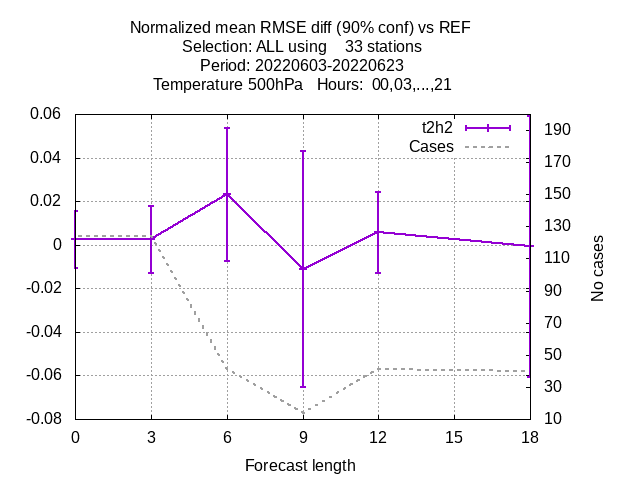 Normalized mean RMSE diff (90% conf) vs REF
Selection: ALL using    33 stations
Period: 20220603-20220623
Temperature 500hPa   Hours:  00,03,...,21
t2h2
Cases
0.06
0.04
0.02
0
-0.02
-0.04
-0.06
-0.08
190
170
150
130
110
90
70
50
30
10
No cases
0 3 6 9 12 15 18
Forecast length